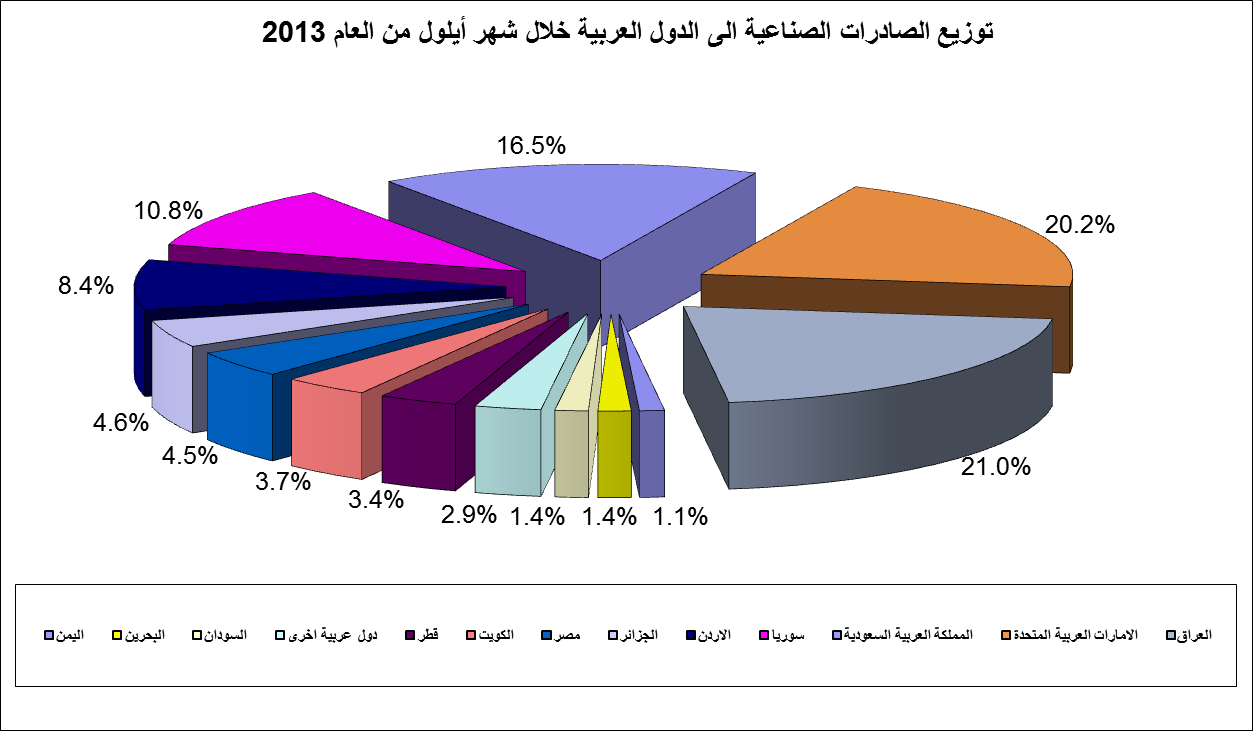 توزيع الصادرات الصناعية الى الدول العربية خلال شهر أيلول من العام 2013
16.5%
20.2%
10.8%
8.4%
4.6%
4.5%
3.7%
3.4%
2.9%
1.4%
1.4%
1.1%
21.0%
العراق
الامارات العربية المتحدة
المملكة العربية السعودية
سوريا
الاردن
الجزائر
مصر
الكويت
قطر
دول عربية اخرى
السودان
البحرين
اليمن